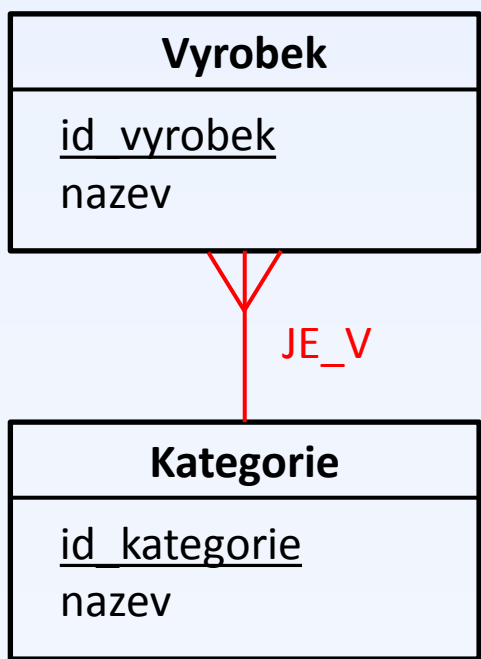 Vyrobek
id_vyrobek
nazev
JE_V
Kategorie
id_kategorie
nazev